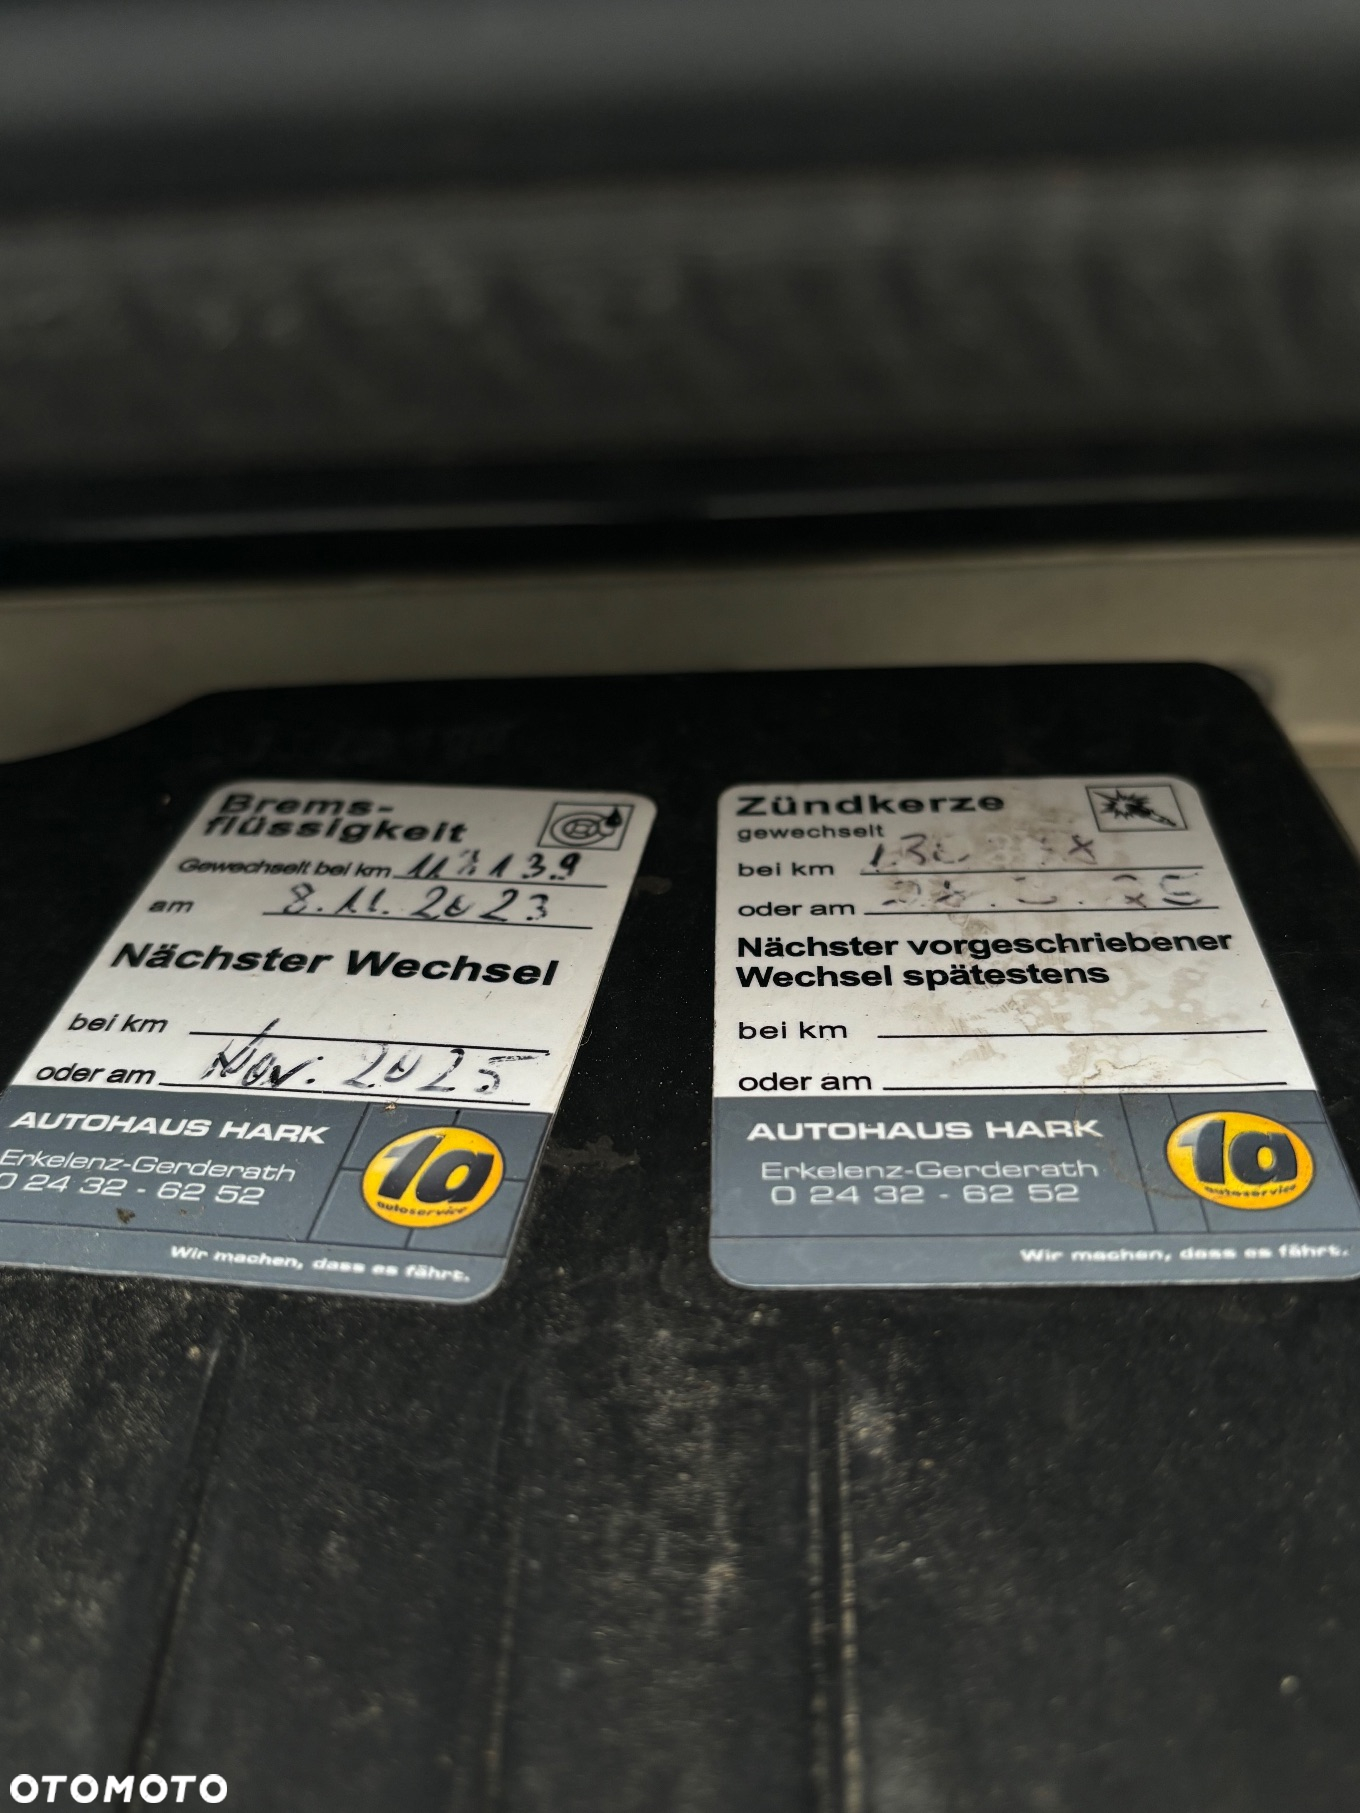 Brems-
flüssigkeit
Gewechselt bei km
am 8.11.2023
Nächster Wechsel
bei km
oder am Nov. 2025
AUTOHAUS HARK
Erkelenz-Gerderath
0 24 32 - 62 52
1a
autoservice
Wir machen, dass es fährt.
Zündkerze
gewechselt
bei km
oder am
Nächster vorgeschriebener
Wechsel spätestens
bei km
oder am
AUTOHAUS HARK
Erkelenz-Gerderath
0 24 32 - 62 52
1a
autoservice
Wir machen, dass es fährt.
OTOMOTO